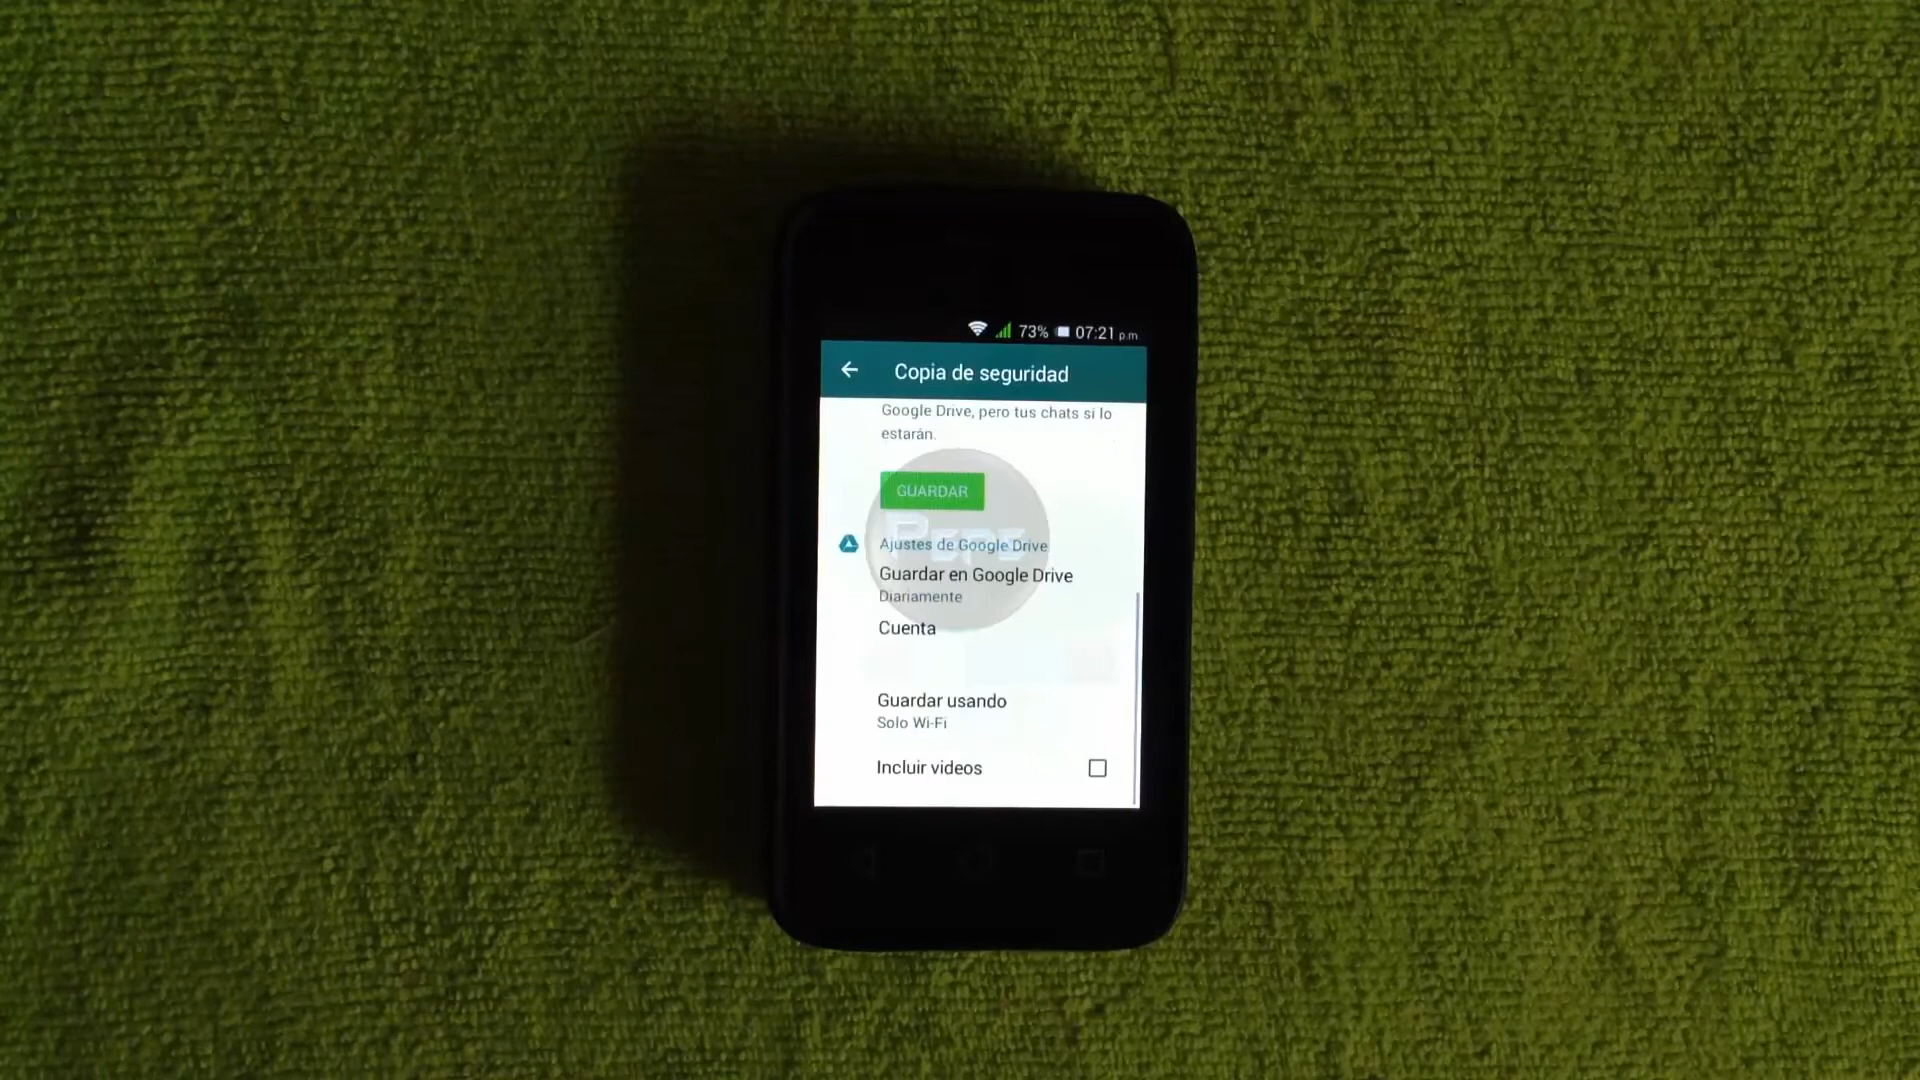 73% 07:21 p.m.
Copia de seguridad
Google Drive, pero tus chats sí lo
estarán.
GUARDAR
Pepe
Ajustes de Google Drive
Guardar en Google Drive
Diariamente
Cuenta
Guardar usando
Solo Wi-Fi
Incluir videos